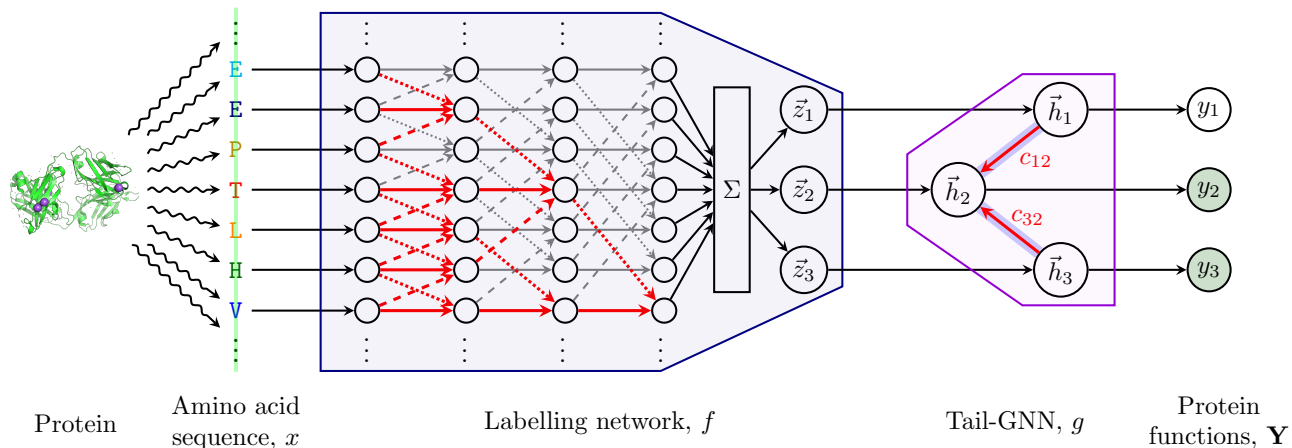 E
E
P
T
L
H
V
Σ
z⃗₁
z⃗₂
z⃗₃
h⃗₁
h⃗₂
h⃗₃
c₁₂
c₃₂
y₁
y₂
y₃
Protein
Amino acid
sequence, x
Labelling network, f
Tail-GNN, g
Protein
functions, Y